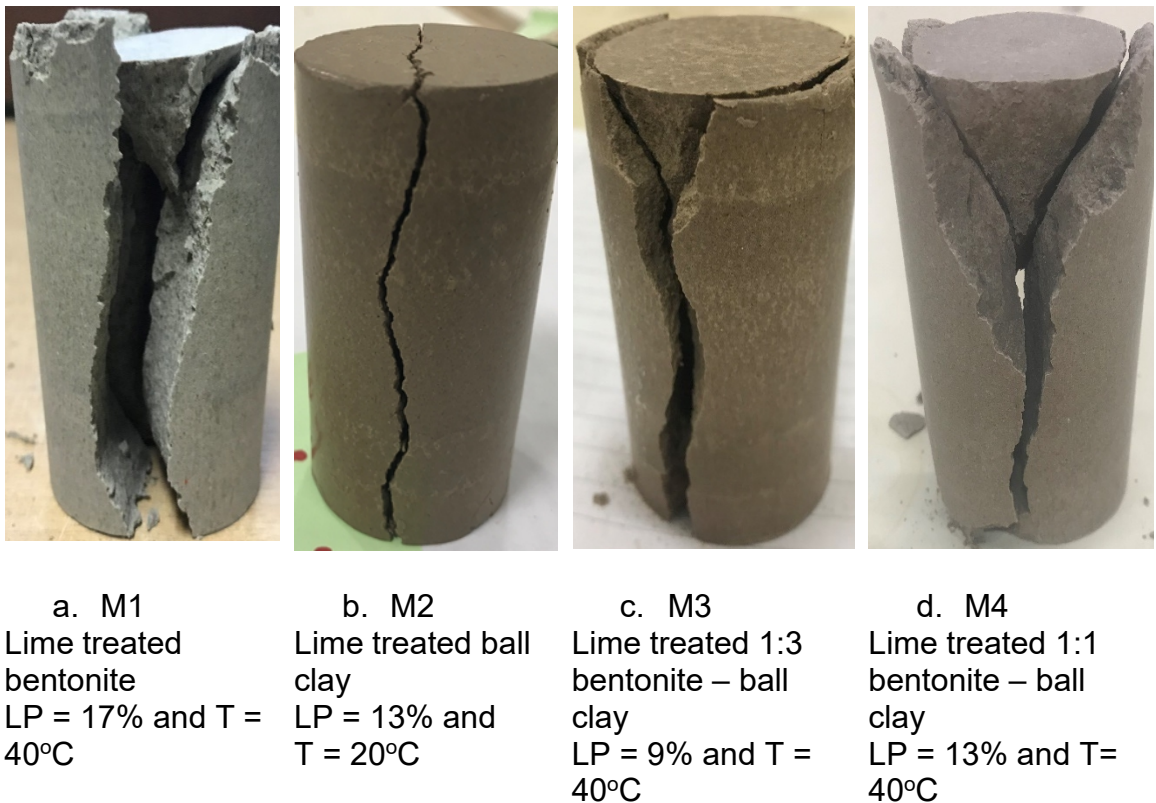 a. M1
Lime treated
bentonite
LP = 17% and T =
40°C
b. M2
Lime treated ball
clay
LP = 13% and
T = 20°C
c. M3
Lime treated 1:3
bentonite – ball
clay
LP = 9% and T =
40°C
d. M4
Lime treated 1:1
bentonite – ball
clay
LP = 13% and T=
40°C